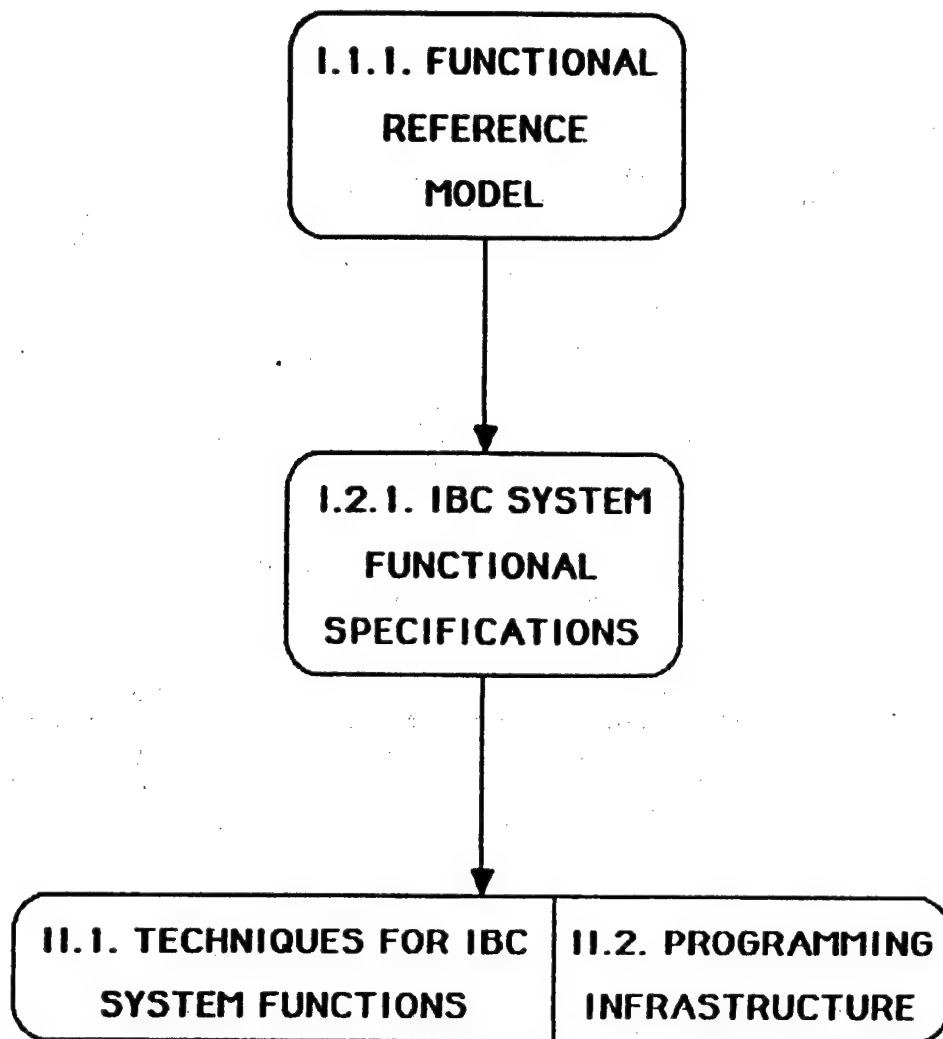 I.1.1. FUNCTIONAL
REFERENCE
MODEL
I.2.1. IBC SYSTEM
FUNCTIONAL
SPECIFICATIONS
II.1. TECHNIQUES FOR IBC
SYSTEM FUNCTIONS
II.2. PROGRAMMING
INFRASTRUCTURE